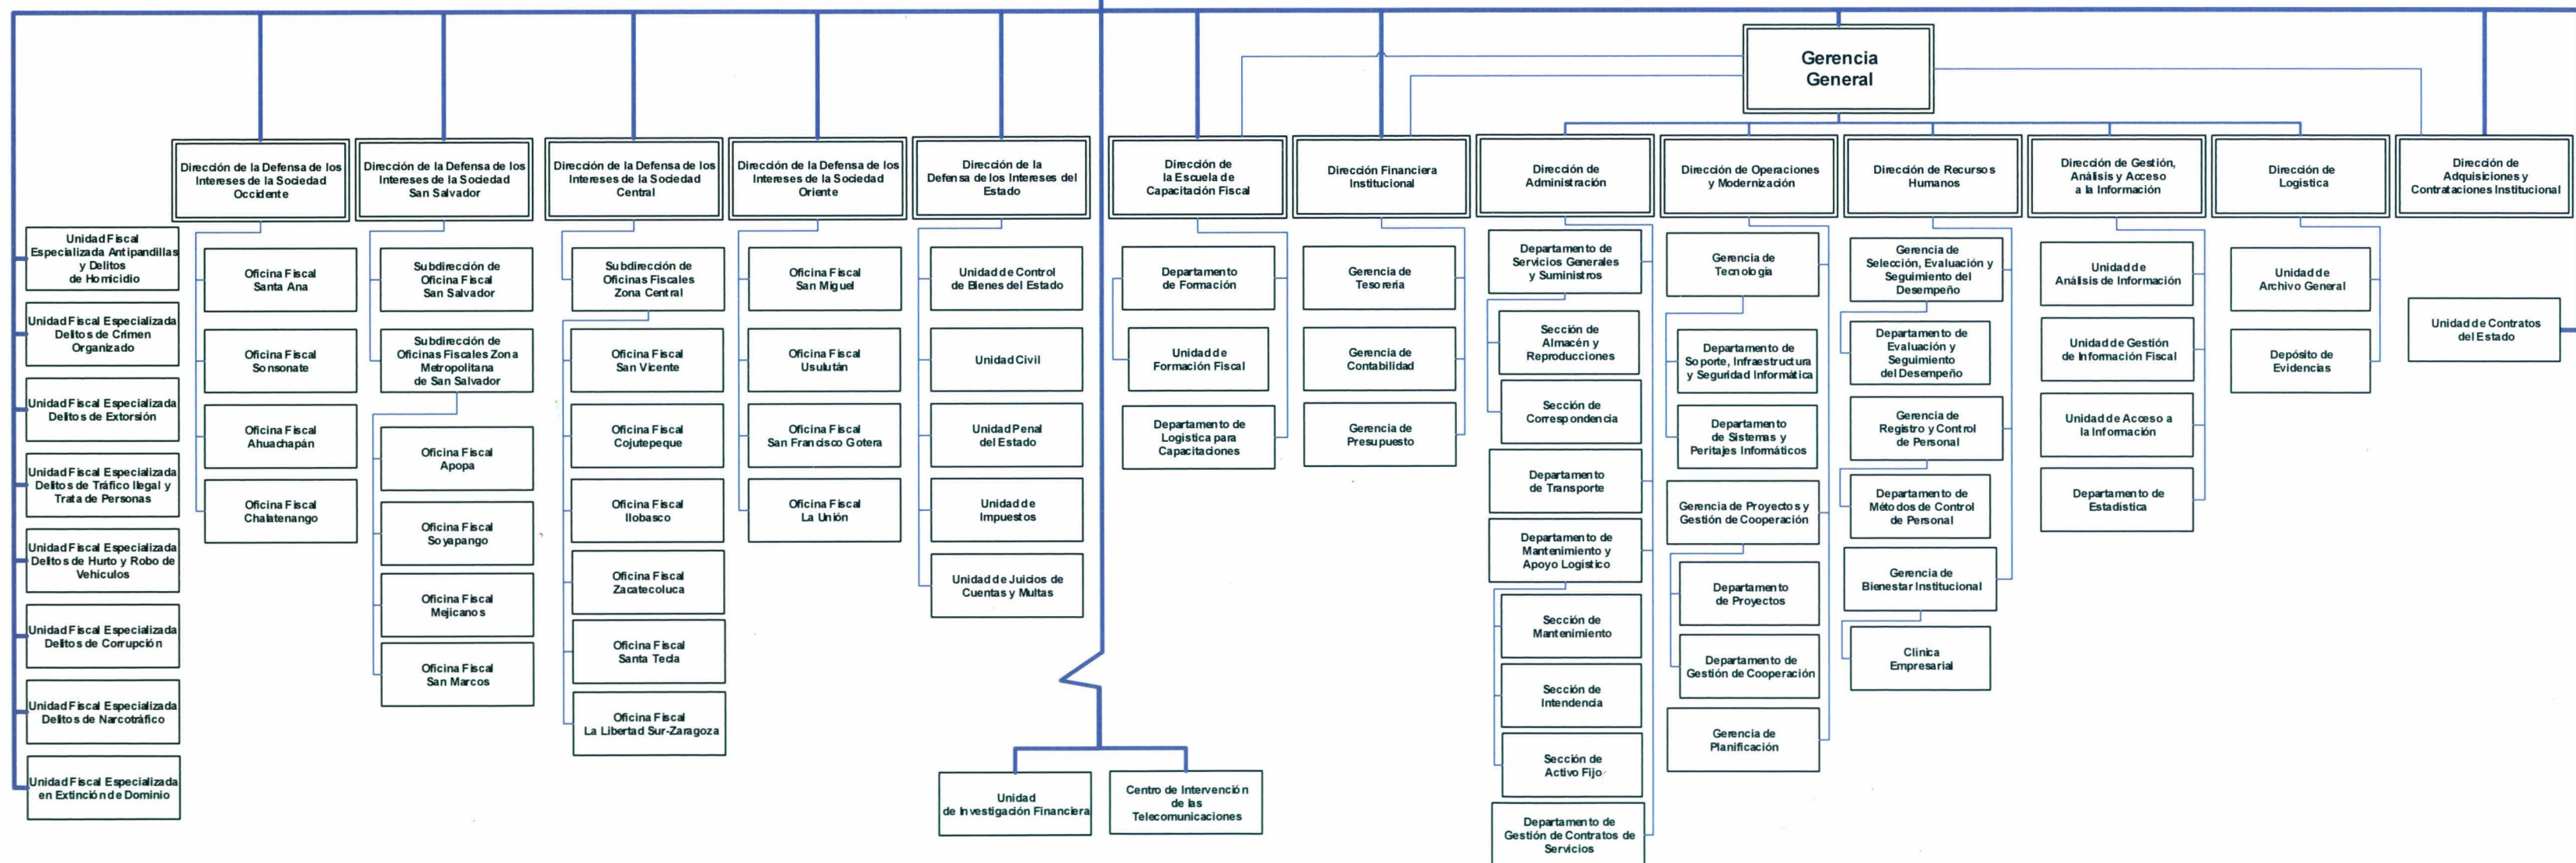 Gerencia
General
Dirección de la Defensa de los
Intereses de la Sociedad
Occidente
Dirección de la Defensa de los
Intereses de la Sociedad
San Salvador
Dirección de la Defensa de los
Intereses de la Sociedad
Central
Dirección de la Defensa de los
Intereses de la Sociedad
Oriente
Dirección de la
Defensa de los Intereses del
Estado
Dirección de
la Escuela de
Capacitación Fiscal
Dirección Financiera
Institucional
Dirección de
Administración
Dirección de Operaciones
y Modernización
Dirección de Recursos
Humanos
Dirección de Gestión,
Análisis y Acceso
a la Información
Dirección de
Logística
Dirección de
Adquisiciones y
Contrataciones Institucional
Unidad Fiscal
Especializada Antipandillas
y Delitos
de Homicidio
Unidad Fiscal Especializada
Delitos de Crimen
Organizado
Unidad Fiscal Especializada
Delitos de Extorsión
Unidad Fiscal Especializada
Delitos de Tráfico Ilegal y
Trata de Personas
Unidad Fiscal Especializada
Delitos de Hurto y Robo de
Vehículos
Unidad Fiscal Especializada
Delitos de Corrupción
Unidad Fiscal Especializada
Delitos de Narcotráfico
Unidad Fiscal Especializada
en Extinción de Dominio
Oficina Fiscal
Santa Ana
Oficina Fiscal
Sonsonate
Oficina Fiscal
Ahuachapán
Oficina Fiscal
Chalatenango
Subdirección de
Oficina Fiscal
San Salvador
Subdirección de
Oficinas Fiscales Zona
Metropolitana
de San Salvador
Oficina Fiscal
Apopa
Oficina Fiscal
Soyapango
Oficina Fiscal
Mejicanos
Oficina Fiscal
San Marcos
Subdirección de
Oficinas Fiscales
Zona Central
Oficina Fiscal
San Vicente
Oficina Fiscal
Cojutepeque
Oficina Fiscal
Ilobasco
Oficina Fiscal
Zacatecoluca
Oficina Fiscal
Santa Tecla
Oficina Fiscal
La Libertad Sur-Zaragoza
Oficina Fiscal
San Miguel
Oficina Fiscal
Usulután
Oficina Fiscal
San Francisco Gotera
Oficina Fiscal
La Unión
Unidad de Control
de Bienes del Estado
Unidad Civil
Unidad Penal
del Estado
Unidad de
Impuestos
Unidad de Juicios de
Cuentas y Multas
Unidad
de Investigación Financiera
Centro de Intervención
de las
Telecomunicaciones
Departamento
de Formación
Unidad de
Formación Fiscal
Departamento de
Logística para
Capacitaciones
Gerencia de
Tesorería
Gerencia de
Contabilidad
Gerencia de
Presupuesto
Departamento de
Servicios Generales
y Suministros
Sección de
Almacén y
Reproducciones
Sección de
Correspondencia
Departamento
de Transporte
Departamento de
Mantenimiento y
Apoyo Logístico
Sección de
Mantenimiento
Sección de
Intendencia
Sección de
Activo Fijo
Departamento de
Gestión de Contratos de
Servicios
Gerencia de
Tecnología
Departamento de
Soporte, Infraestructura
y Seguridad Informática
Departamento
de Sistemas y
Peritajes Informáticos
Gerencia de Proyectos y
Gestión de Cooperación
Departamento
de Proyectos
Departamento de
Gestión de Cooperación
Gerencia de
Planificación
Gerencia de
Selección, Evaluación y
Seguimiento del
Desempeño
Departamento de
Evaluación y
Seguimiento
del Desempeño
Gerencia de
Registro y Control
de Personal
Departamento de
Métodos de Control
de Personal
Gerencia de
Bienestar Institucional
Clínica
Empresarial
Unidad de
Análisis de Información
Unidad de Gestión
de Información Fiscal
Unidad de Acceso a
la Información
Departamento de
Estadística
Unidad de
Archivo General
Depósito de
Evidencias
Unidad de Contratos
del Estado